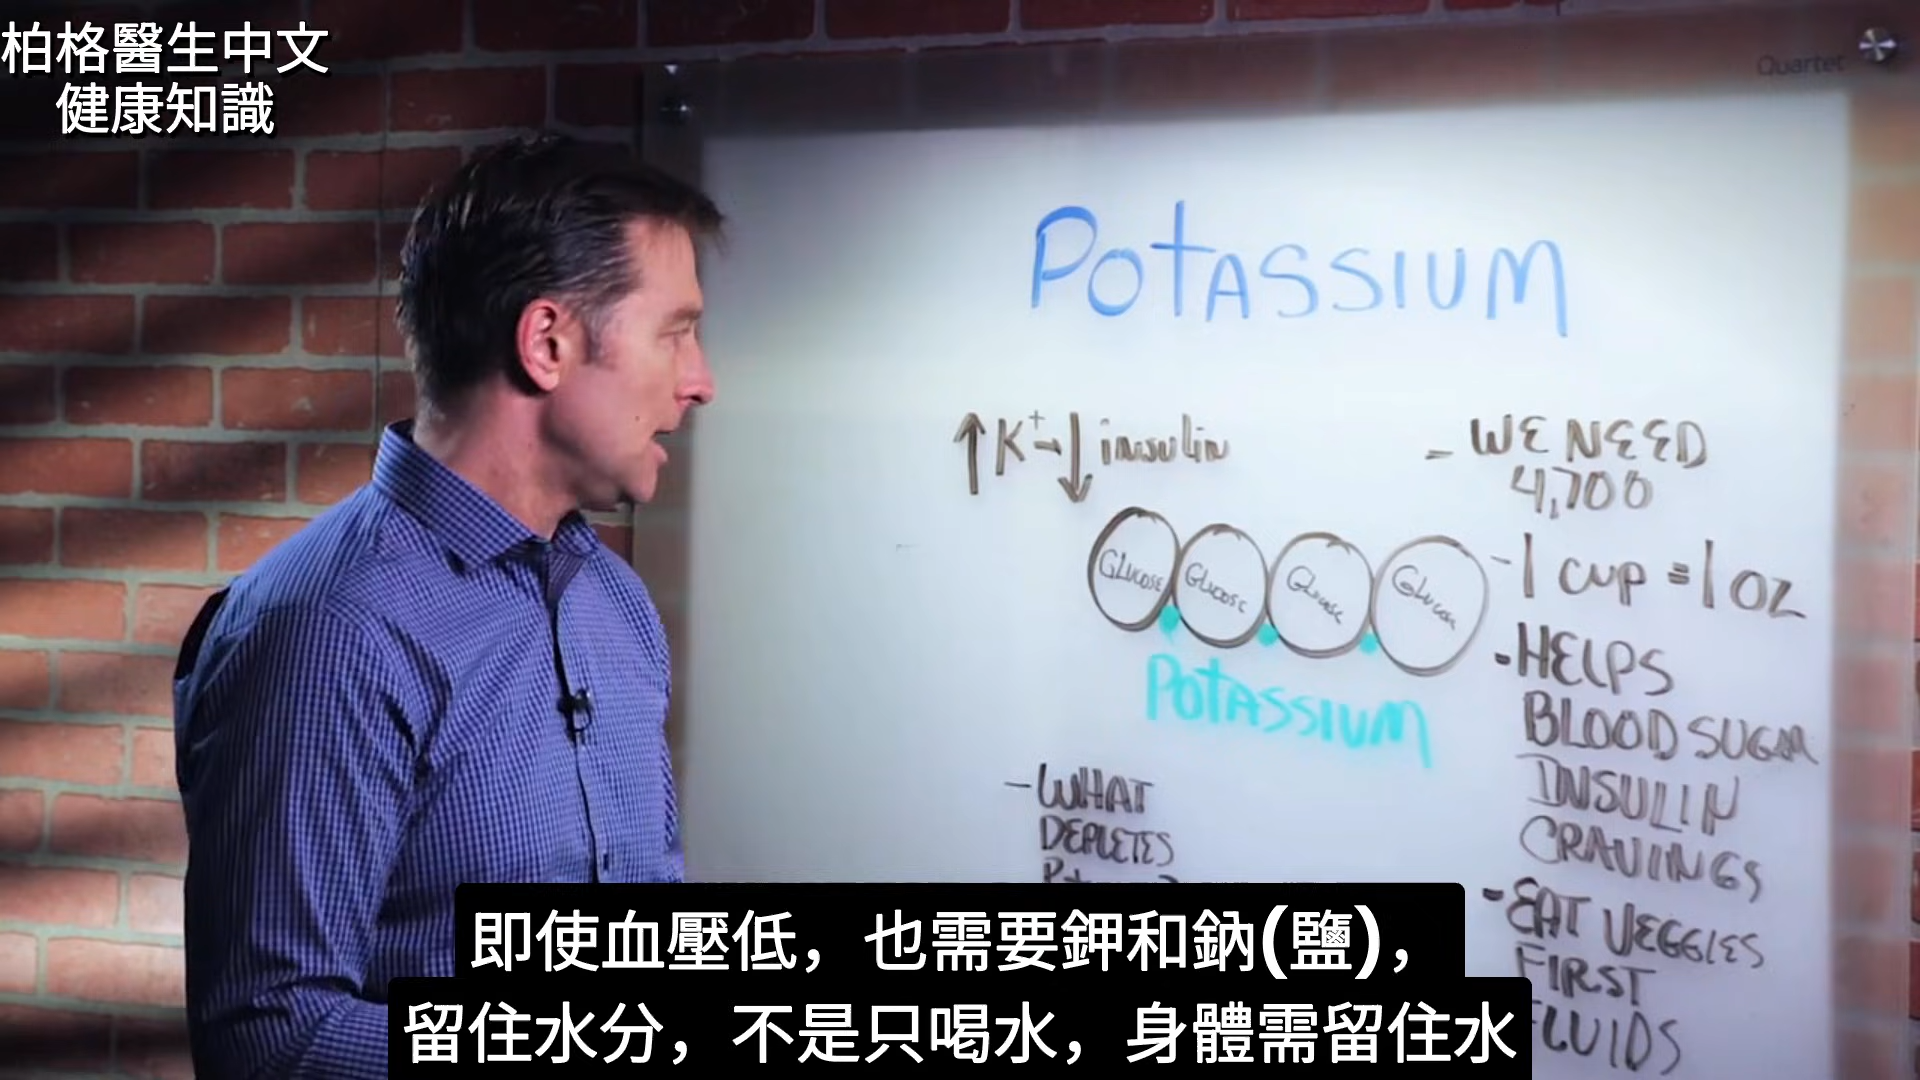 柏格醫生中文
健康知識
Quartet
POTASSIUM
↑K⁺→↓insulin
GLUCOSE GLUCOSE GLUCOSE GLUCOSE
POTASSIUM
- WHAT
DEPLETES
- WE NEED
4,700
- 1 CUP = 1 OZ
- HELPS
BLOOD SUGAR
INSULIN
CRAVINGS
- EAT VEGGIES
FIRST
FLUIDS
即使血壓低，也需要鉀和鈉(鹽)，
留住水分，不是只喝水，身體需留住水